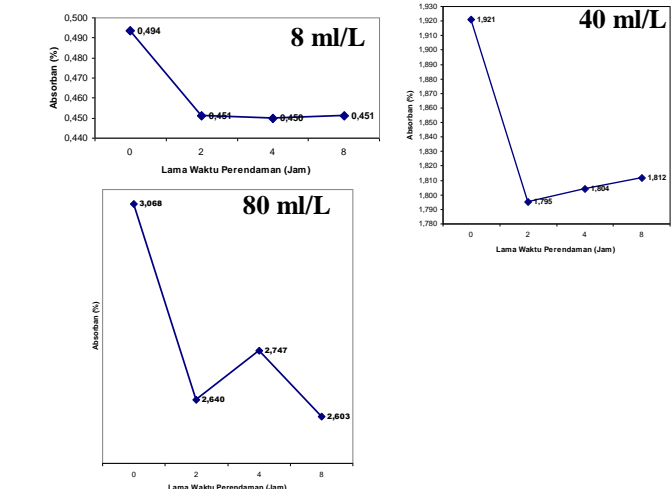 8 ml/L
0,500
0,490
0,480
0,470
0,460
0,450
0,440
Absorban (%)
0,494
0,451
0,450
0,451
0 2 4 8
Lama Waktu Perendaman (Jam)
40 ml/L
1,930
1,920
1,910
1,900
1,890
1,880
1,870
1,860
1,850
1,840
1,830
1,820
1,810
1,800
1,790
1,780
Absorban (%)
1,921
1,795
1,804
1,812
0 2 4 8
Lama Waktu Perendaman (Jam)
80 ml/L
Absorban (%)
3,068
2,640
2,747
2,603
0 2 4 8
Lama Waktu Perendaman (Jam)